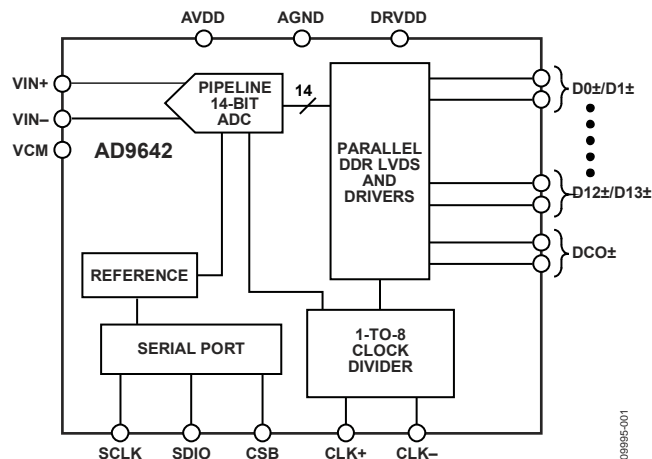 AVDD
AGND
DRVDD
VIN+
VIN–
VCM
AD9642
PIPELINE
14-BIT
ADC
14
PARALLEL
DDR LVDS
AND
DRIVERS
D0±/D1±
D12±/D13±
DCO±
REFERENCE
SERIAL PORT
1-TO-8
CLOCK
DIVIDER
SCLK
SDIO
CSB
CLK+
CLK–
09995-001